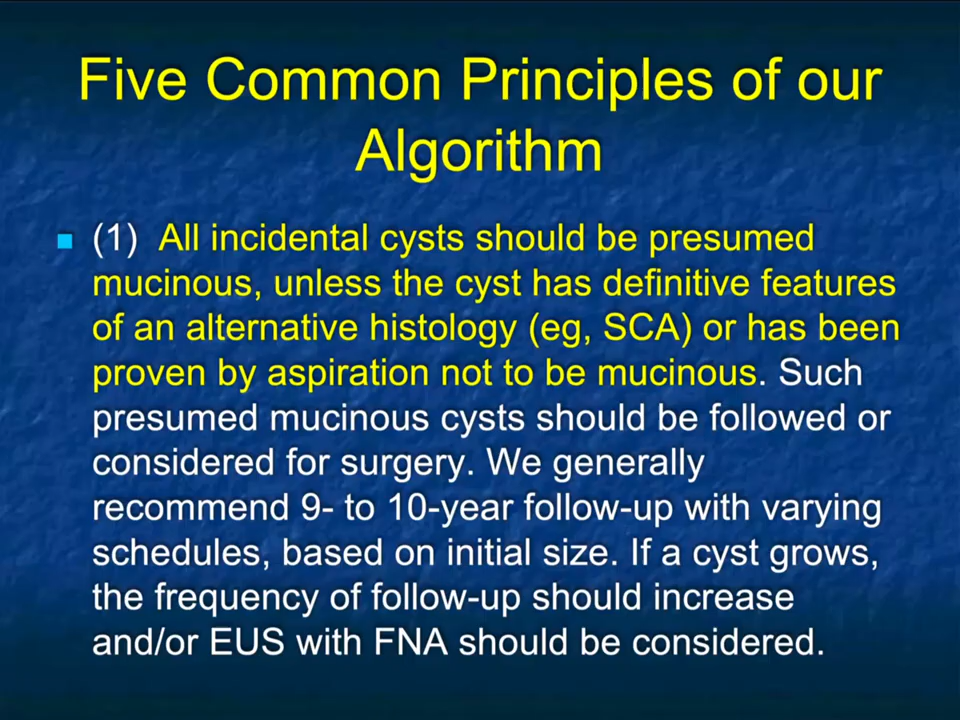 Five Common Principles of our
Algorithm
(1) All incidental cysts should be presumed
mucinous, unless the cyst has definitive features
of an alternative histology (eg, SCA) or has been
proven by aspiration not to be mucinous. Such
presumed mucinous cysts should be followed or
considered for surgery. We generally
recommend 9- to 10-year follow-up with varying
schedules, based on initial size. If a cyst grows,
the frequency of follow-up should increase
and/or EUS with FNA should be considered.